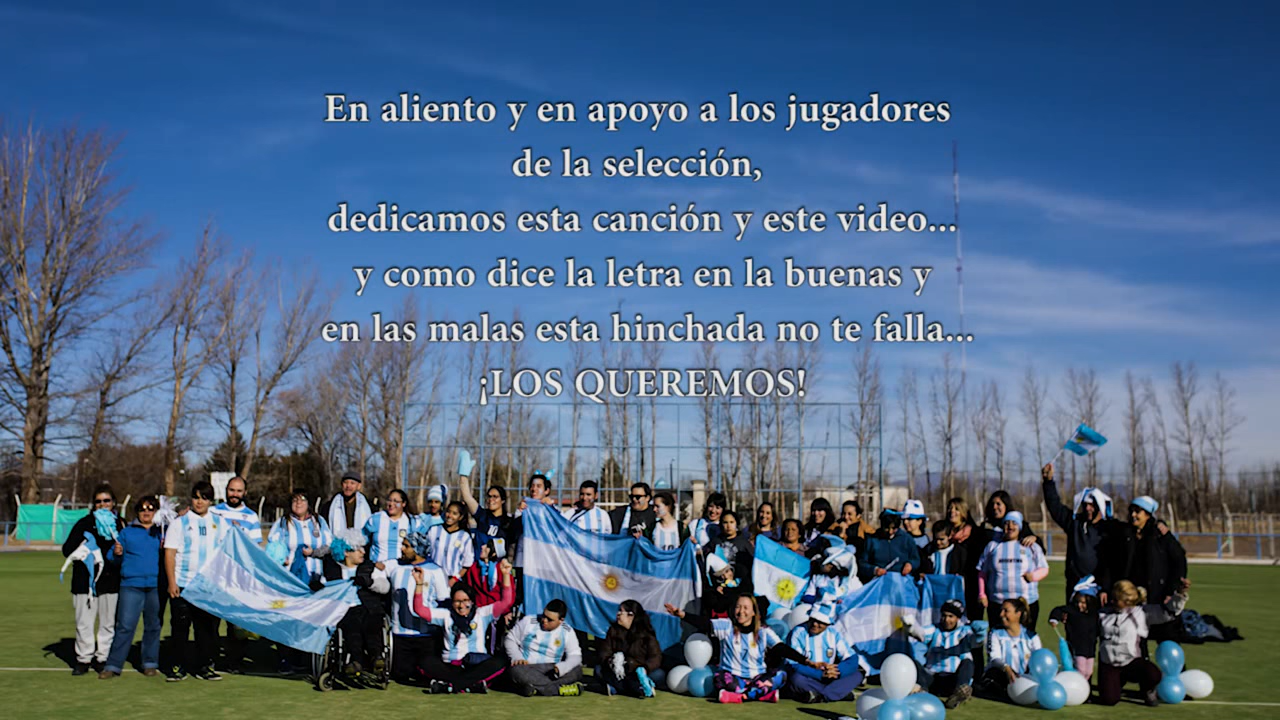 En aliento y en apoyo a los jugadores
de la selección,
dedicamos esta canción y este video...
y como dice la letra en la buenas y
en las malas esta hinchada no te falla...
¡LOS QUEREMOS!
10